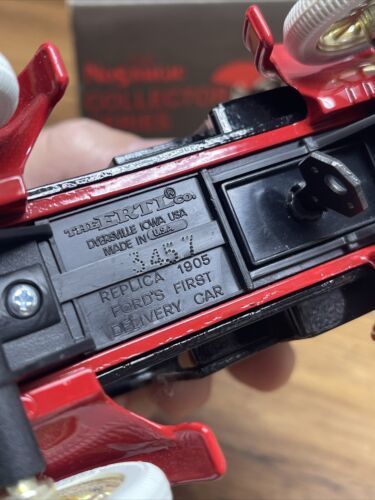 COLLECTOR
SERIES
THE ERTL® CO.
DYERSVILLE IOWA USA
MADE IN U.S.A.
3457
REPLICA 1905
FORD'S FIRST
DELIVERY CAR